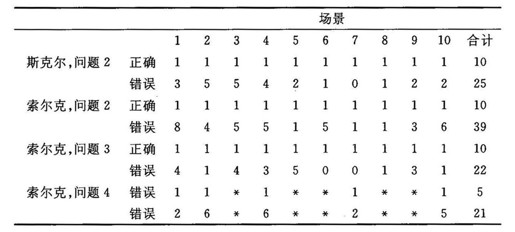 场景
1 2 3 4 5 6 7 8 9 10 合计
斯克尔,问题2 正确 1 1 1 1 1 1 1 1 1 1 10
错误 3 5 5 4 2 1 0 1 2 2 25
索尔克,问题2 正确 1 1 1 1 1 1 1 1 1 1 10
错误 8 4 5 5 1 5 1 1 3 6 39
索尔克,问题3 正确 1 1 1 1 1 1 1 1 1 1 10
错误 4 1 4 3 5 0 0 1 3 1 22
索尔克,问题4 错误 1 1 * 1 * * 1 * * 1 5
错误 2 6 * 6 * * 2 * * 5 21